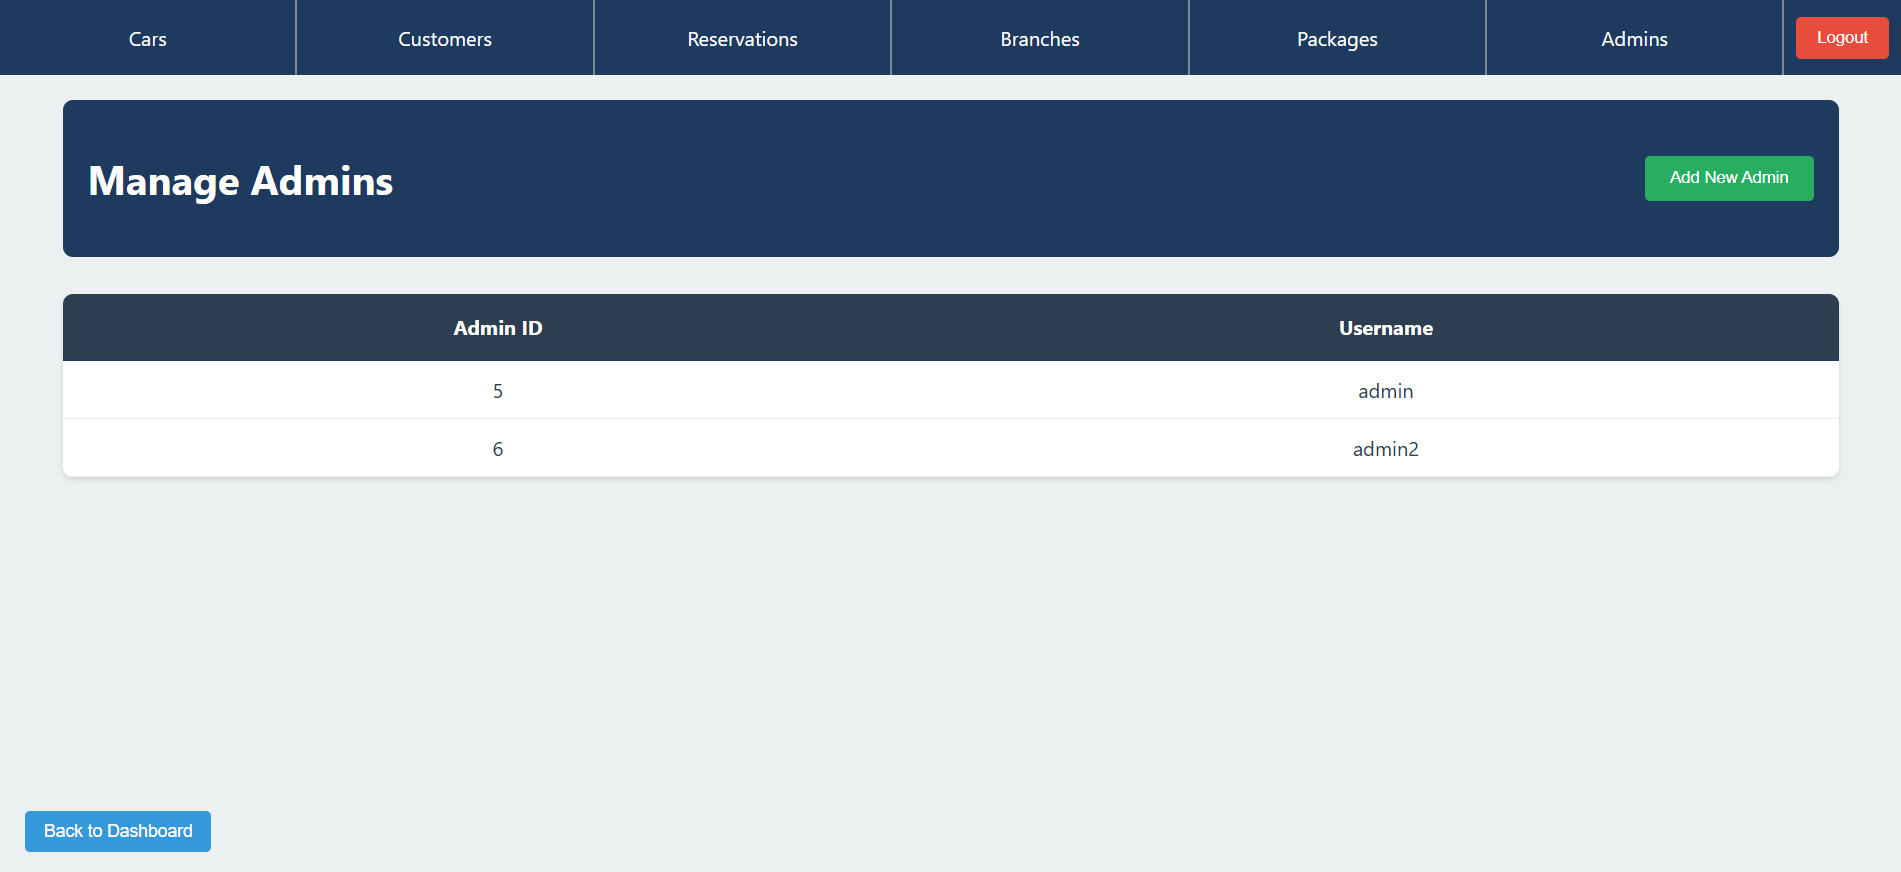 Cars Customers Reservations Branches Packages Admins Logout
Manage Admins Add New Admin
Admin ID Username
5 admin
6 admin2
Back to Dashboard